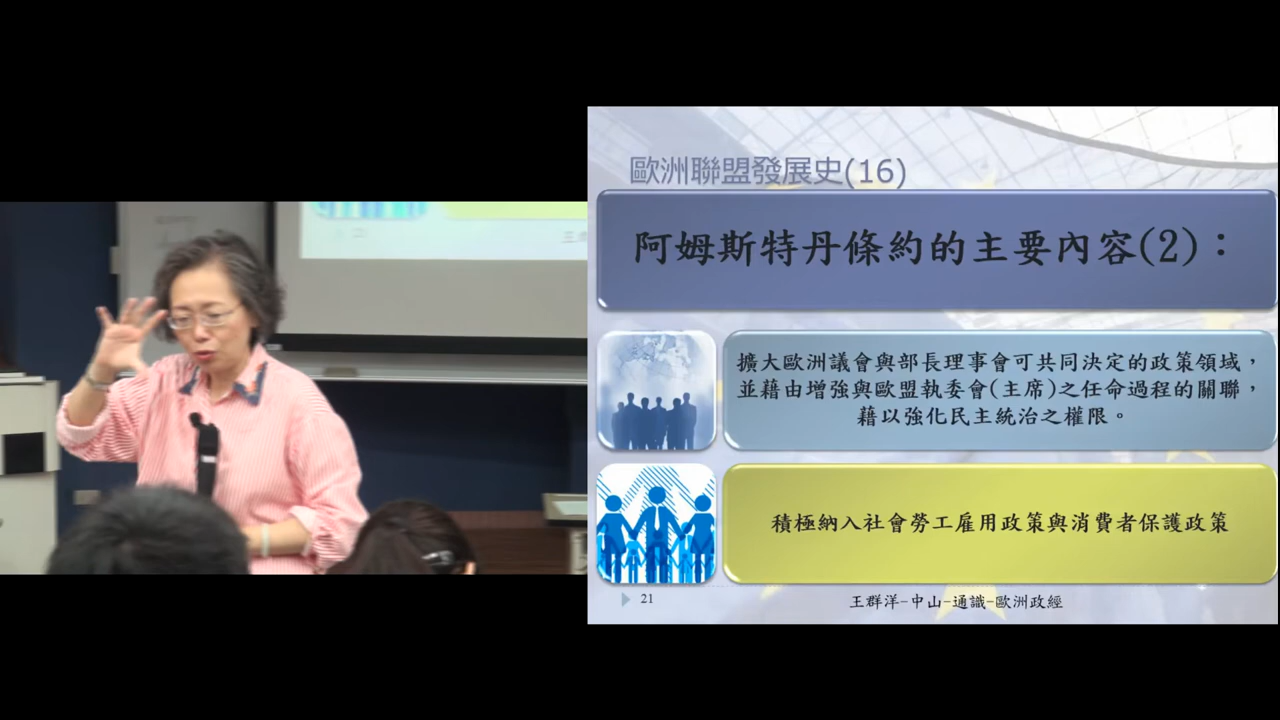 歐洲聯盟發展史(16)
阿姆斯特丹條約的主要內容(2)：
擴大歐洲議會與部長理事會可共同決定的政策領域，
並藉由增強與歐盟執委會(主席)之任命過程的關聯，
藉以強化民主統治之權限。
積極納入社會勞工雇用政策與消費者保護政策
21
王群洋-中山-通識-歐洲政經